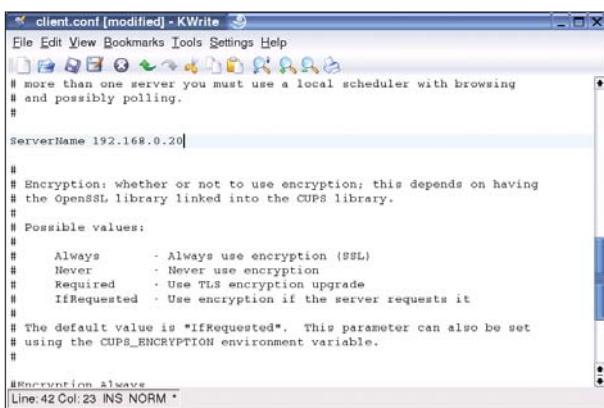 client.conf [modified] - KWrite
File Edit View Bookmarks Tools Settings Help
# more than one server you must use a local scheduler with browsing
# and possibly polling.
#
ServerName 192.168.0.20
#
# Encryption: whether or not to use encryption; this depends on having
# the OpenSSL library linked into the CUPS library.
#
# Possible values:
#
#     Always      - Always use encryption (SSL)
#     Never       - Never use encryption
#     Required    - Use TLS encryption upgrade
#     IfRequested - Use encryption if the server requests it
#
# The default value is "IfRequested".  This parameter can also be set
# using the CUPS_ENCRYPTION environment variable.
#
#Encryption Always
Line: 42 Col: 23 INS NORM *